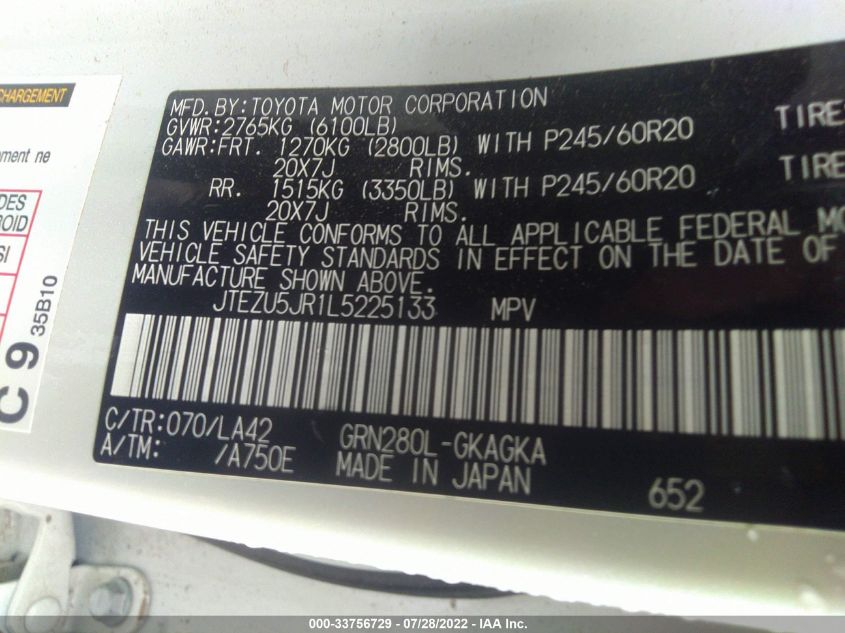 CHARGEMENT
ement ne
DES
ROID
SI
C 9 35B10
MFD. BY: TOYOTA MOTOR CORPORATION
GVWR: 2765KG (6100LB)
GAWR: FRT. 1270KG (2800LB) WITH P245/60R20 TIRE
20X7J RIMS.
RR. 1515KG (3350LB) WITH P245/60R20 TIRE
20X7J RIMS.
THIS VEHICLE CONFORMS TO ALL APPLICABLE FEDERAL MO
VEHICLE SAFETY STANDARDS IN EFFECT ON THE DATE OF
MANUFACTURE SHOWN ABOVE.
JTEZU5JR1L5225133 MPV
C/TR: 070/LA42 GRN280L-GKAGKA
A/TM: /A750E MADE IN JAPAN 652
000-33756729 - 07/28/2022 - IAA Inc.